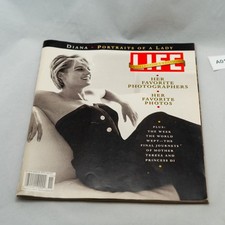 DIANA • PORTRAITS OF A LADY
LIFE
HER
FAVORITE
PHOTOGRAPHERS
HER
FAVORITE
PHOTOS
PLUS:
THE WEEK
THE WORLD
WEPT—THE
FINAL JOURNEYS
OF MOTHER
TERESA AND
PRINCESS DI